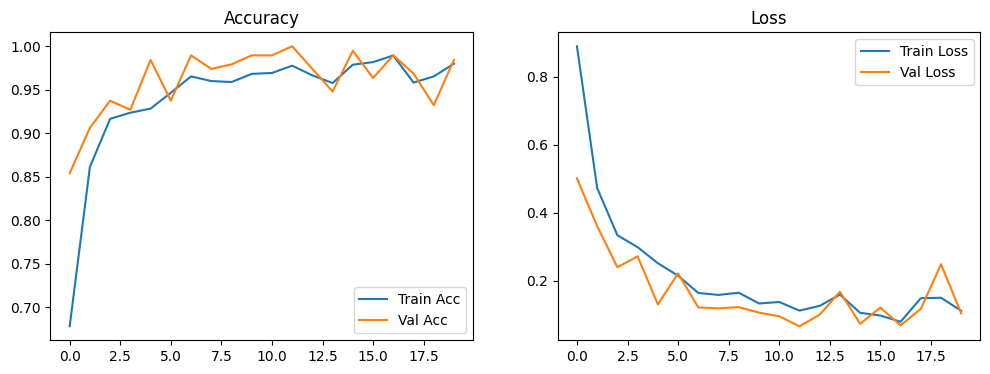 Accuracy
1.00
0.95
0.90
0.85
0.80
0.75
0.70
0.0 2.5 5.0 7.5 10.0 12.5 15.0 17.5
Train Acc
Val Acc
Loss
0.8
0.6
0.4
0.2
0.0 2.5 5.0 7.5 10.0 12.5 15.0 17.5
Train Loss
Val Loss